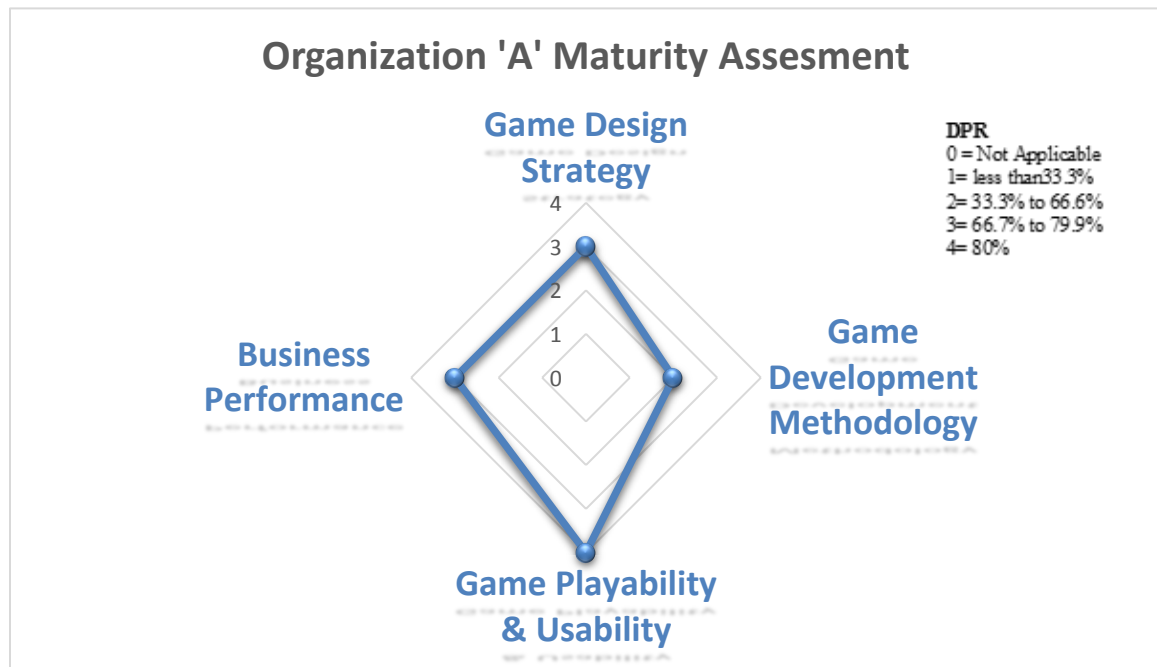 Organization 'A' Maturity Assesment
Game Design
Strategy
DPR
0 = Not Applicable
1= less than33.3%
2= 33.3% to 66.6%
3= 66.7% to 79.9%
4= 80%
4
3
2
1
0
Game
Development
Methodology
Business
Performance
Game Playability
& Usability